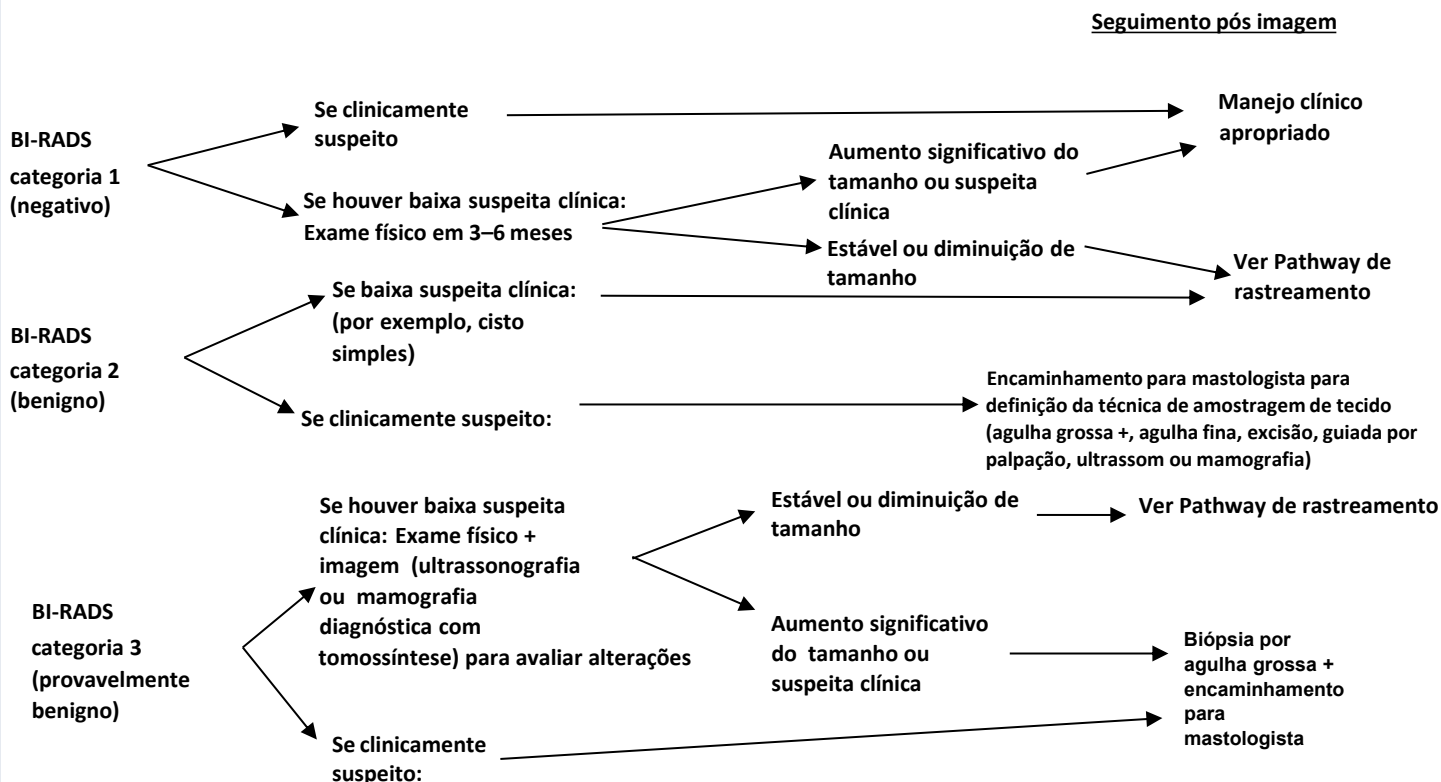 Seguimento pós imagem
BI-RADS
categoria 1
(negativo)
Se clinicamente
suspeito
Se houver baixa suspeita clínica:
Exame físico em 3–6 meses
Aumento significativo do
tamanho ou suspeita
clínica
Estável ou diminuição de
tamanho
Manejo clínico
apropriado
Ver Pathway de
rastreamento
BI-RADS
categoria 2
(benigno)
Se baixa suspeita clínica:
(por exemplo, cisto
simples)
Se clinicamente suspeito:
Encaminhamento para mastologista para
definição da técnica de amostragem de tecido
(agulha grossa +, agulha fina, excisão, guiada por
palpação, ultrassom ou mamografia)
BI-RADS
categoria 3
(provavelmente
benigno)
Se houver baixa suspeita
clínica: Exame físico +
imagem (ultrassonografia
ou mamografia
diagnóstica com
tomossíntese) para avaliar alterações
Se clinicamente
suspeito:
Estável ou diminuição de
tamanho
Ver Pathway de rastreamento
Aumento significativo
do tamanho ou
suspeita clínica
Biópsia por
agulha grossa +
encaminhamento
para
mastologista